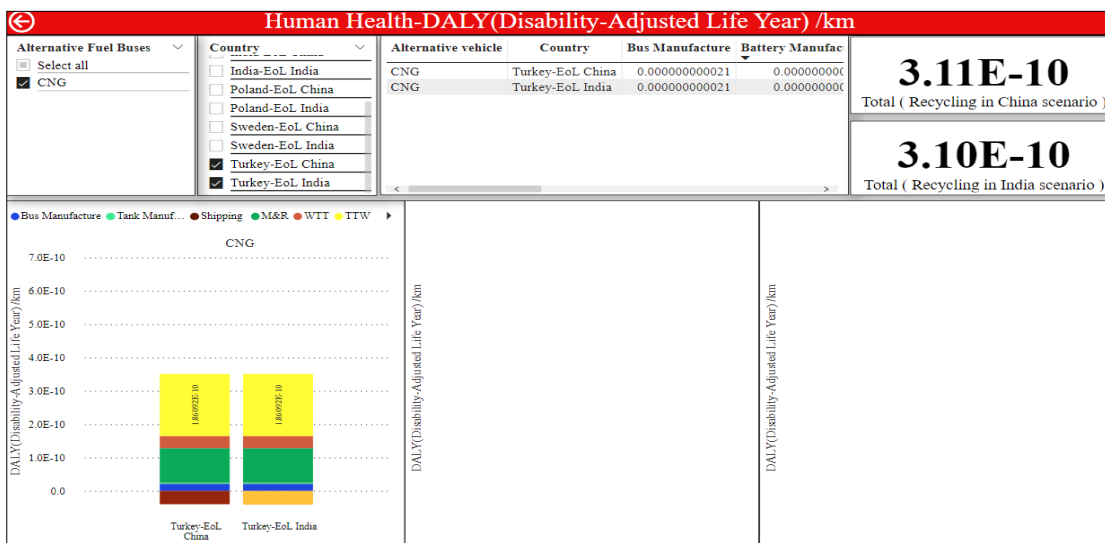 Human Health-DALY(Disability-Adjusted Life Year) /km
Alternative Fuel Buses
Select all
CNG
Country
India-EoL India
Poland-EoL China
Poland-EoL India
Sweden-EoL China
Sweden-EoL India
Turkey-EoL China
Turkey-EoL India
Alternative vehicle Country Bus Manufacture Battery Manufac
CNG Turkey-EoL China 0.000000000021 0.000000000
CNG Turkey-EoL India 0.000000000021 0.000000000
3.11E-10
Total ( Recycling in China scenario )
3.10E-10
Total ( Recycling in India scenario )
Bus Manufacture Tank Manuf... Shipping M&R WTT TTW
CNG
DALY(Disability-Adjusted Life Year) /km
7.0E-10
6.0E-10
5.0E-10
4.0E-10
3.0E-10
2.0E-10
1.0E-10
0.0
1.86092E-10
1.86092E-10
Turkey-EoL
China
Turkey-EoL India
DALY(Disability-Adjusted Life Year) /km
DALY(Disability-Adjusted Life Year) /km